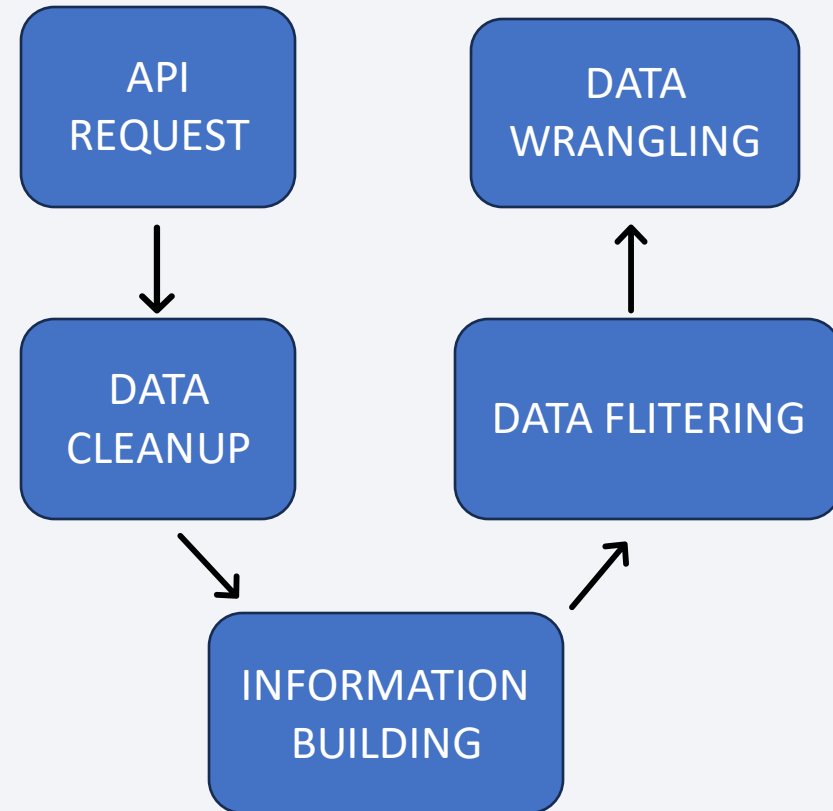 API
REQUEST
DATA
CLEANUP
INFORMATION
BUILDING
DATA FLITERING
DATA
WRANGLING